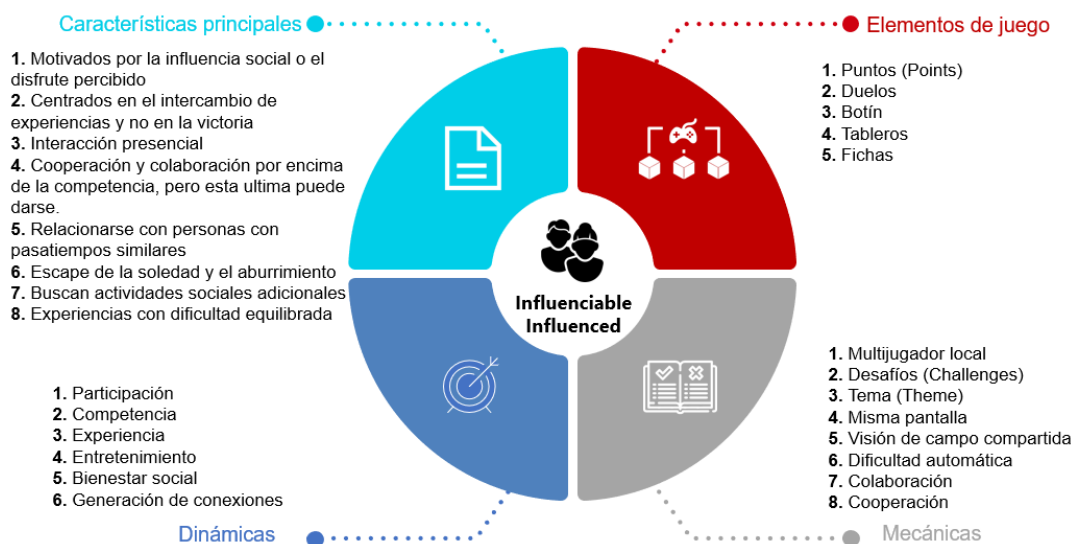 Características principales
1. Motivados por la influencia social o el
disfrute percibido
2. Centrados en el intercambio de
experiencias y no en la victoria
3. Interacción presencial
4. Cooperación y colaboración por encima
de la competencia, pero esta ultima puede
darse.
5. Relacionarse con personas con
pasatiempos similares
6. Escape de la soledad y el aburrimiento
7. Buscan actividades sociales adicionales
8. Experiencias con dificultad equilibrada
Elementos de juego
1. Puntos (Points)
2. Duelos
3. Botín
4. Tableros
5. Fichas
Influenciable
Influenced
1. Participación
2. Competencia
3. Experiencia
4. Entretenimiento
5. Bienestar social
6. Generación de conexiones
Dinámicas
1. Multijugador local
2. Desafíos (Challenges)
3. Tema (Theme)
4. Misma pantalla
5. Visión de campo compartida
6. Dificultad automática
7. Colaboración
8. Cooperación
Mecánicas